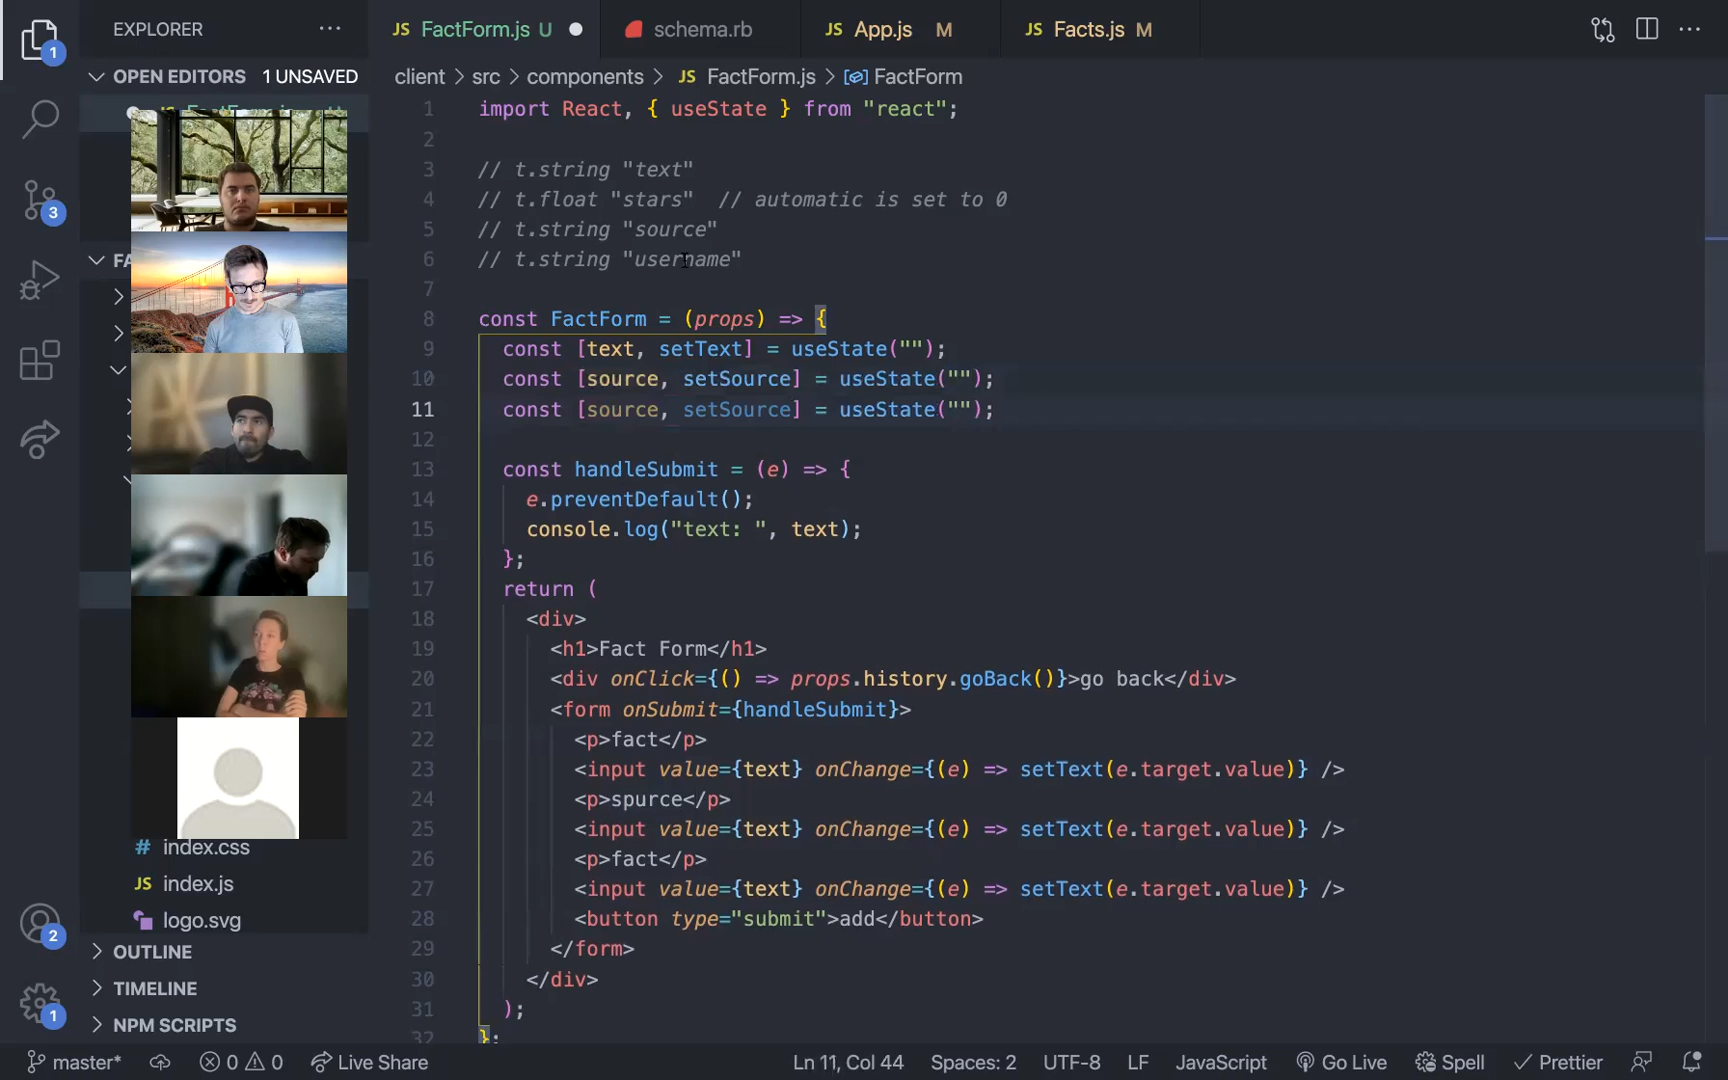 EXPLORER
OPEN EDITORS 1 UNSAVED
1
3
2
1
index.css
JS index.js
logo.svg
OUTLINE
TIMELINE
NPM SCRIPTS
JS FactForm.js U
schema.rb
JS App.js M
JS Facts.js M
client > src > components > JS FactForm.js > FactForm
1 import React, { useState } from "react";
2
3 // t.string "text"
4 // t.float "stars"  // automatic is set to 0
5 // t.string "source"
6 // t.string "username"
7
8 const FactForm = (props) => {
9 const [text, setText] = useState("");
10 const [source, setSource] = useState("");
11 const [source, setSource] = useState("");
12
13 const handleSubmit = (e) => {
14 e.preventDefault();
15 console.log("text: ", text);
16 };
17 return (
18 <div>
19 <h1>Fact Form</h1>
20 <div onClick={() => props.history.goBack()}>go back</div>
21 <form onSubmit={handleSubmit}>
22 <p>fact</p>
23 <input value={text} onChange={(e) => setText(e.target.value)} />
24 <p>spurce</p>
25 <input value={text} onChange={(e) => setText(e.target.value)} />
26 <p>fact</p>
27 <input value={text} onChange={(e) => setText(e.target.value)} />
28 <button type="submit">add</button>
29 </form>
30 </div>
31 );
32 };
master* 0 0 Live Share Ln 11, Col 44 Spaces: 2 UTF-8 LF JavaScript Go Live Spell Prettier